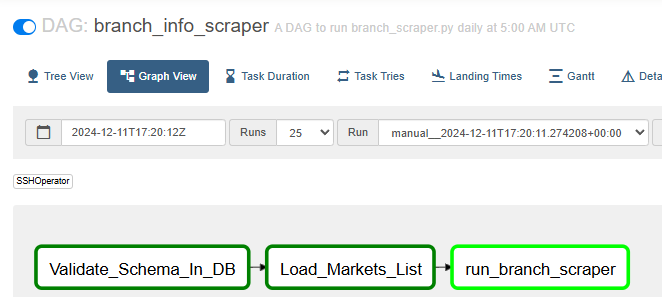 DAG: branch_info_scraper A DAG to run branch_scraper.py daily at 5:00 AM UTC
Tree View Graph View Task Duration Task Tries Landing Times Gantt Deta
2024-12-11T17:20:12Z Runs 25 Run manual__2024-12-11T17:20:11.274208+00:00
SSHOperator
Validate_Schema_In_DB Load_Markets_List run_branch_scraper